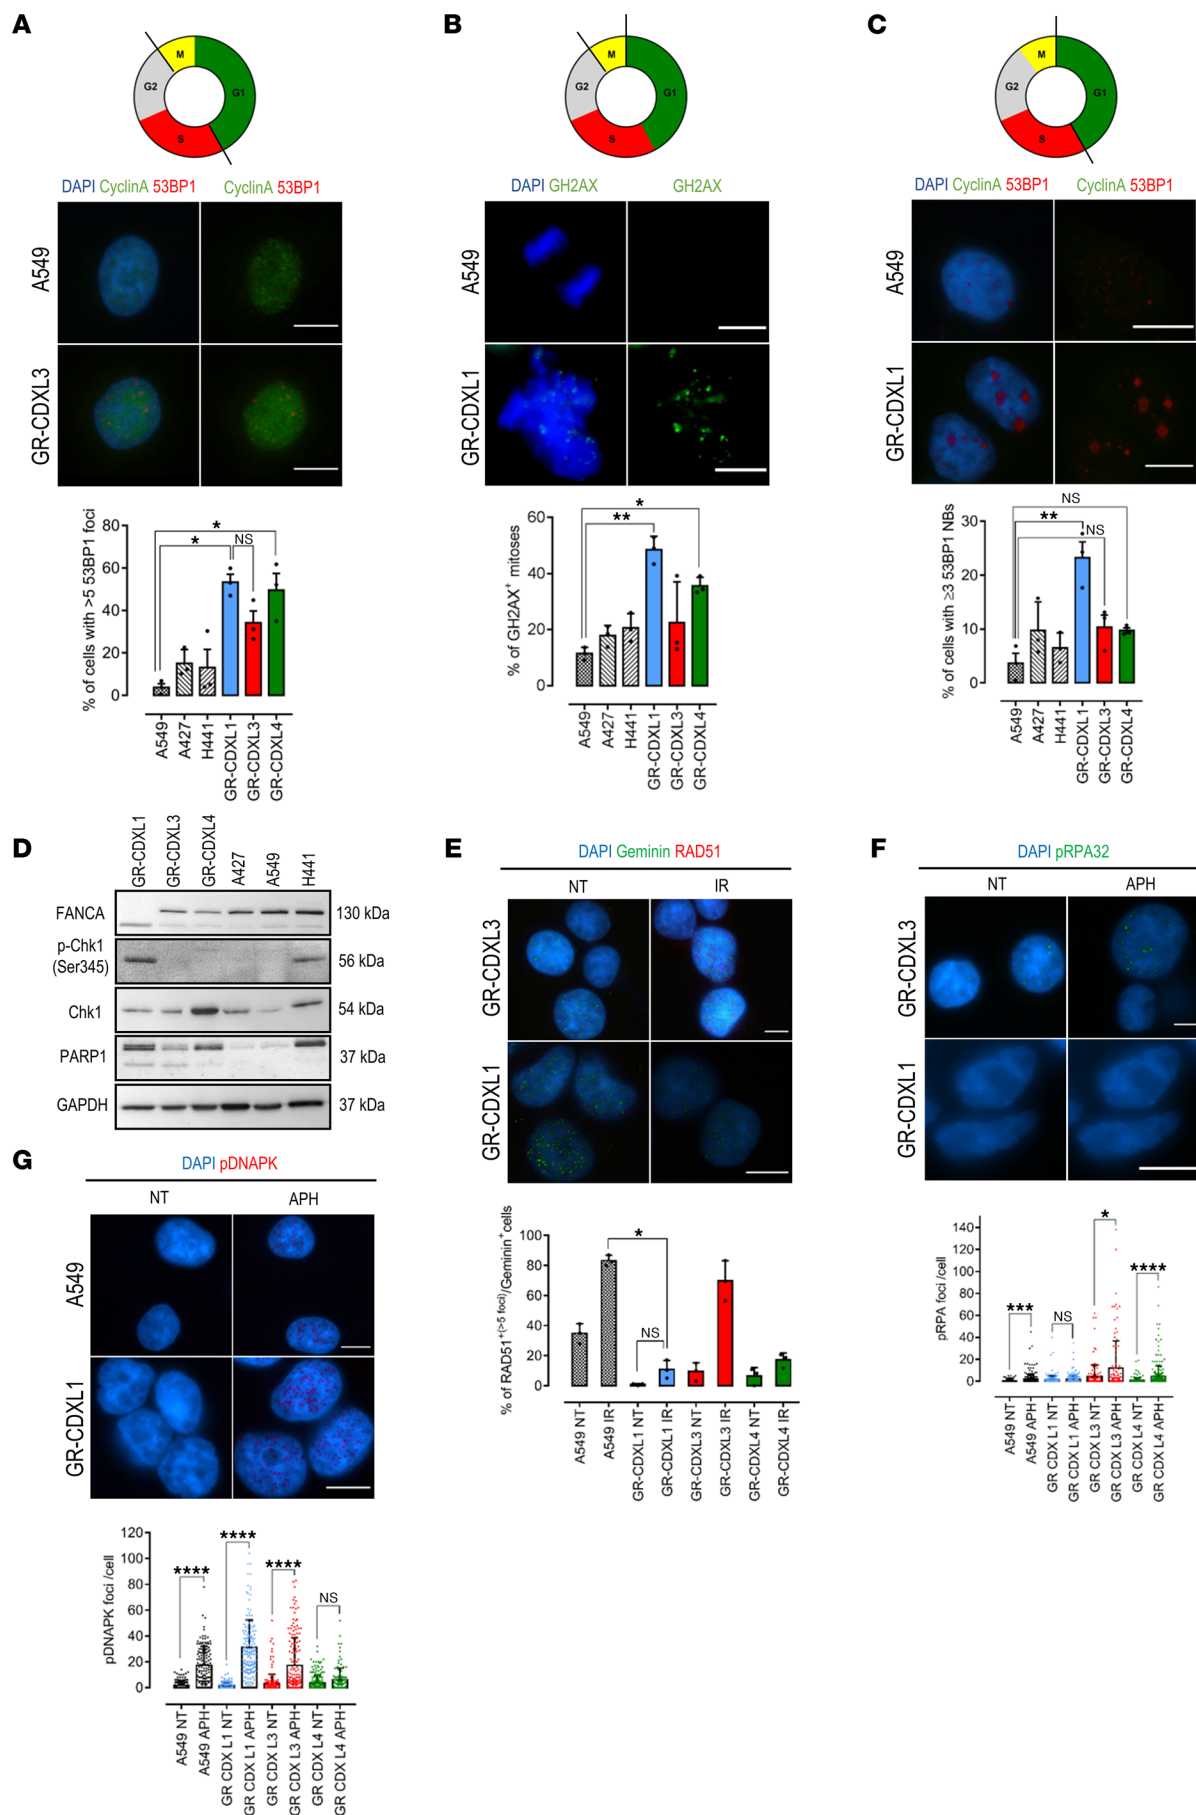 A
B
C
M
G1
G2
S
M
G1
G2
S
M
G1
G2
S
DAPI CyclinA 53BP1
CyclinA 53BP1
A549
GR-CDXL3
DAPI GH2AX
GH2AX
A549
GR-CDXL1
DAPI CyclinA 53BP1
CyclinA 53BP1
A549
GR-CDXL1
% of cells with >5 53BP1 foci
80
60
40
20
0
*
*
NS
A549
A427
H441
GR-CDXL1
GR-CDXL3
GR-CDXL4
% of GH2AX+ mitoses
60
40
20
0
*
**
A549
A427
H441
GR-CDXL1
GR-CDXL3
GR-CDXL4
% of cells with ≥3 53BP1 NBs
30
20
10
0
NS
**
NS
A549
A427
H441
GR-CDXL1
GR-CDXL3
GR-CDXL4
D
GR-CDXL1
GR-CDXL3
GR-CDXL4
A427
A549
H441
FANCA
130 kDa
p-Chk1
(Ser345)
56 kDa
Chk1
54 kDa
PARP1
37 kDa
GAPDH
37 kDa
E
DAPI Geminin RAD51
NT
IR
GR-CDXL3
GR-CDXL1
% of RAD51+(>5 foci)/Geminin+cells
100
80
60
40
20
0
*
NS
A549 NT
A549 IR
GR-CDXL1 NT
GR-CDXL1 IR
GR-CDXL3 NT
GR-CDXL3 IR
GR-CDXL4 NT
GR-CDXL4 IR
F
DAPI pRPA32
NT
APH
GR-CDXL3
GR-CDXL1
pRPA foci /cell
140
120
100
80
60
40
20
0
***
NS
*
****
A549 NT
A549 APH
GR CDX L1 NT
GR CDX L1 APH
GR CDX L3 NT
GR CDX L3 APH
GR CDX L4 NT
GR CDX L4 APH
G
DAPI pDNAPK
NT
APH
A549
GR-CDXL1
pDNAPK foci /cell
120
100
80
60
40
20
0
****
****
****
NS
A549 NT
A549 APH
GR CDX L1 NT
GR CDX L1 APH
GR CDX L3 NT
GR CDX L3 APH
GR CDX L4 NT
GR CDX L4 APH